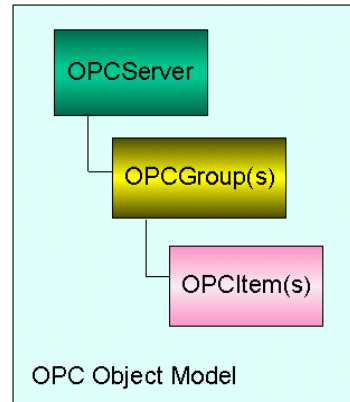 OPCServer
OPCGroup(s)
OPCItem(s)
OPC Object Model